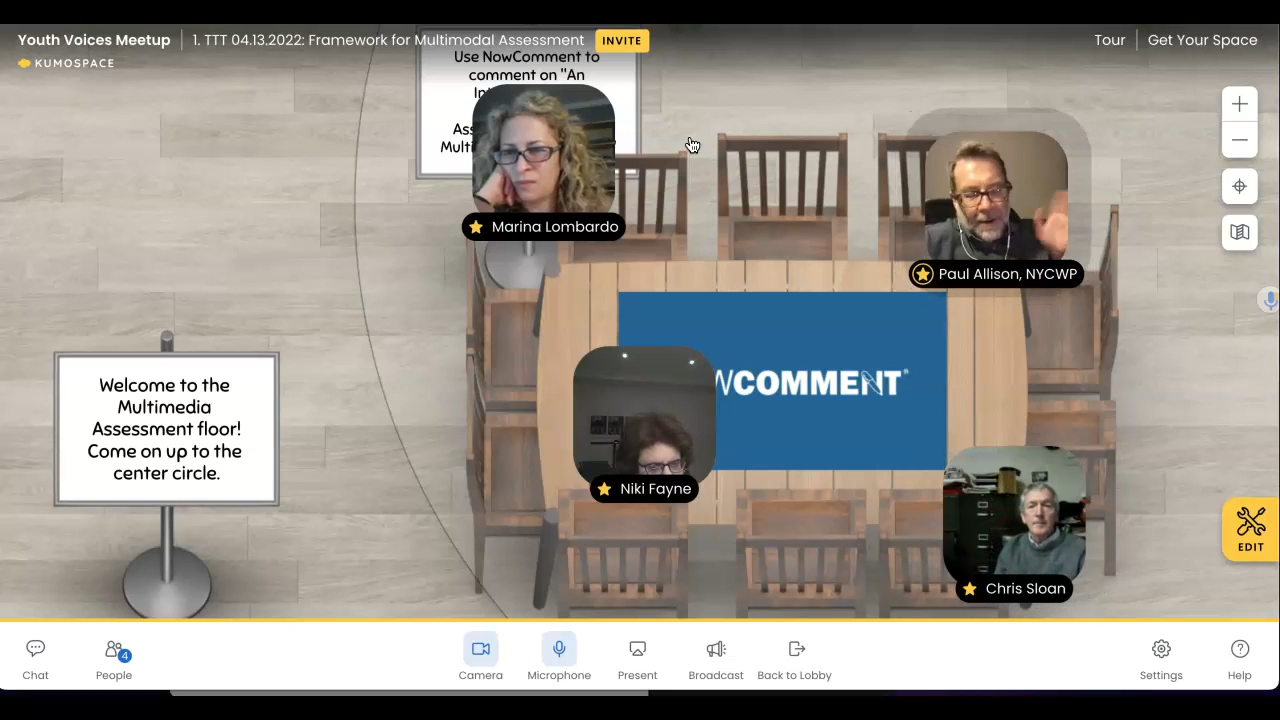 Youth Voices Meetup
1. TTT 04.13.2022: Framework for Multimodal Assessment
INVITE
Tour
Get Your Space
KUMOSPACE
Use NowComment to
comment on "An
Marina Lombardo
Paul Allison, NYCWP
WCOMMENT®
Welcome to the
Multimedia
Assessment floor!
Come on up to the
center circle.
Niki Fayne
Chris Sloan
EDIT
Chat
4
People
Camera
Microphone
Present
Broadcast
Back to Lobby
Settings
Help